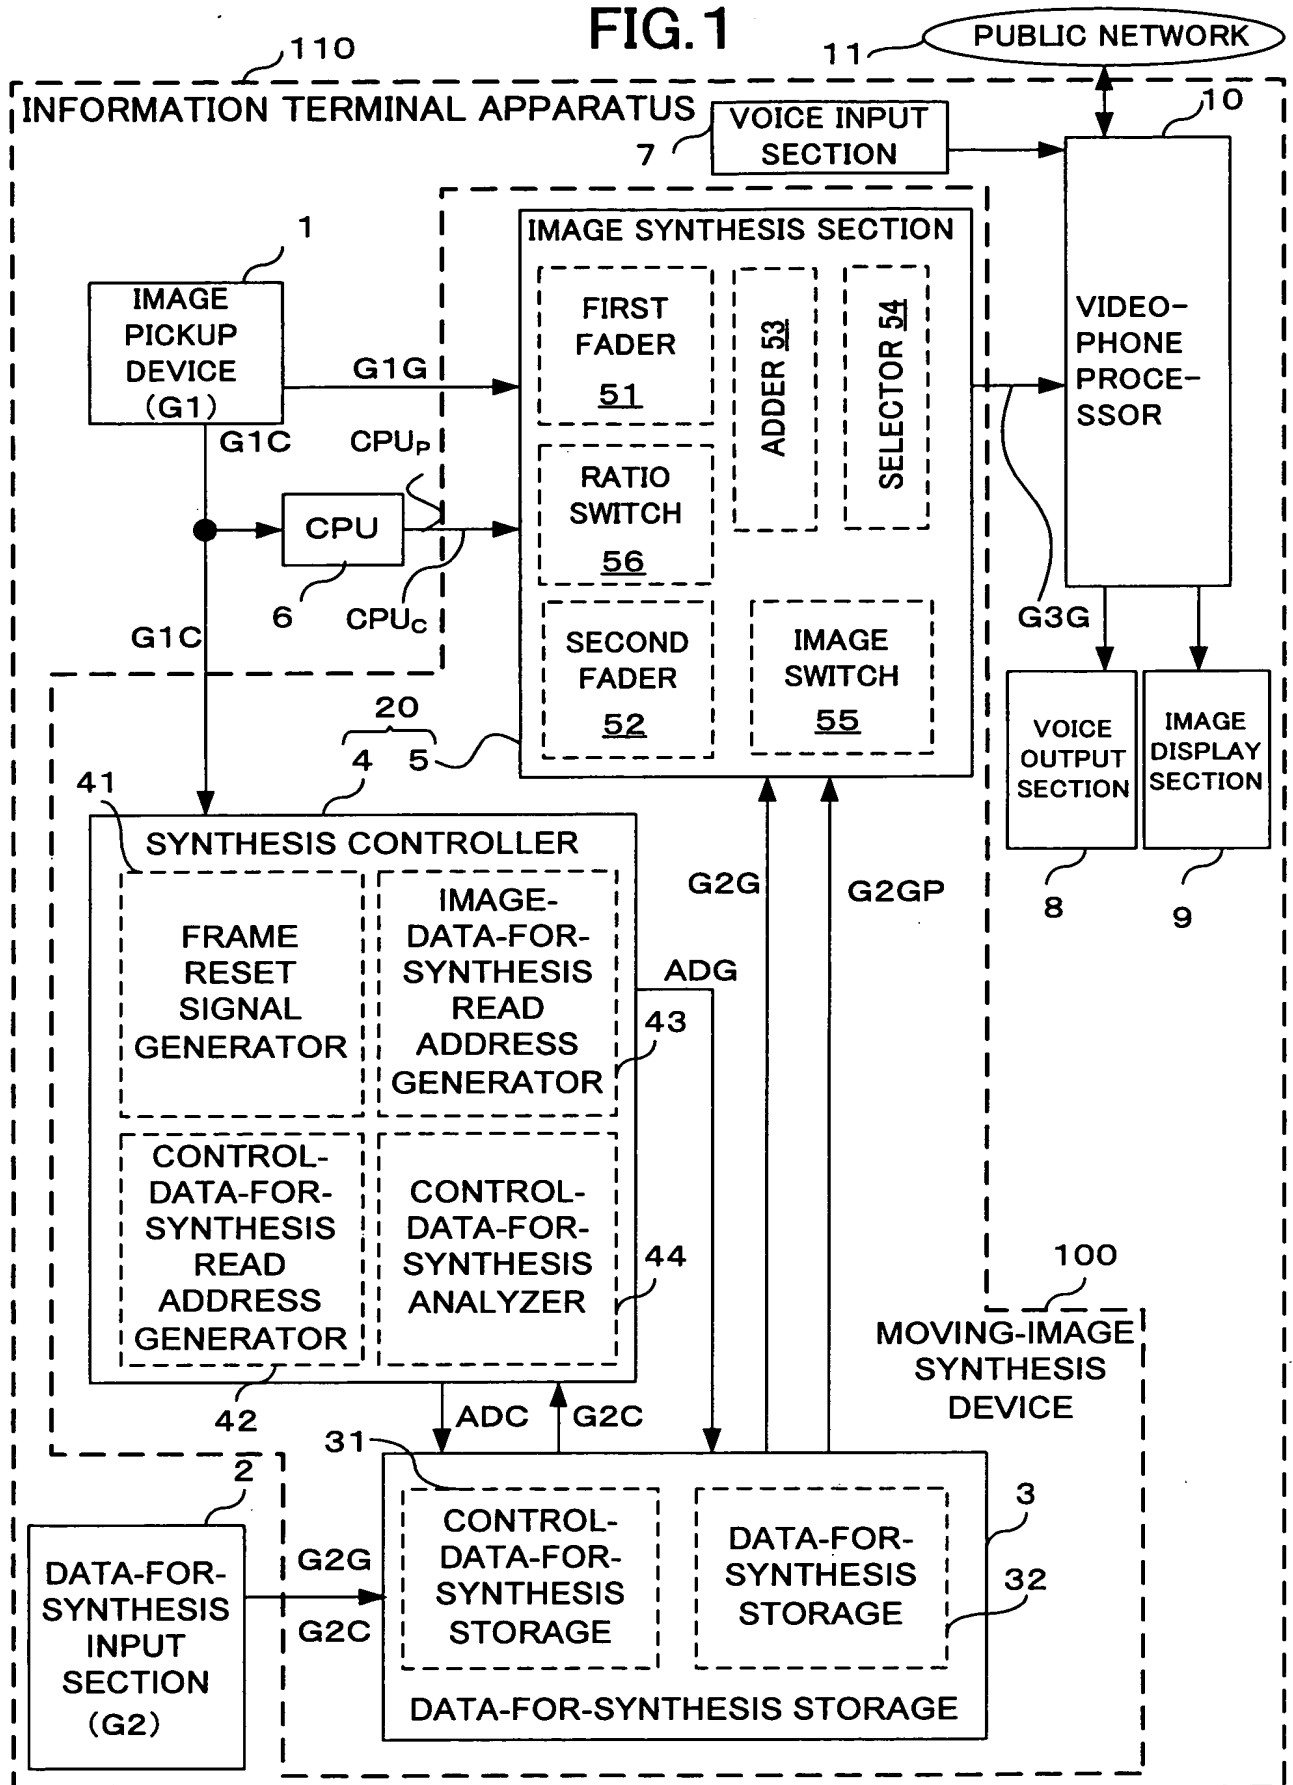 FIG.1
11
PUBLIC NETWORK
110
INFORMATION TERMINAL APPARATUS
7
VOICE INPUT
SECTION
10
VIDEO-
PHONE
PROCE-
SSOR
1
IMAGE
PICKUP
DEVICE
(G1)
G1G
G1C
CPUP
CPU
6
CPUC
G1C
IMAGE SYNTHESIS SECTION
FIRST
FADER
51
ADDER 53
SELECTOR 54
RATIO
SWITCH
56
SECOND
FADER
52
IMAGE
SWITCH
55
G3G
VOICE
OUTPUT
SECTION
8
IMAGE
DISPLAY
SECTION
9
20
4
5
41
SYNTHESIS CONTROLLER
FRAME
RESET
SIGNAL
GENERATOR
IMAGE-
DATA-FOR-
SYNTHESIS
READ
ADDRESS
GENERATOR
43
CONTROL-
DATA-FOR-
SYNTHESIS
READ
ADDRESS
GENERATOR
42
CONTROL-
DATA-FOR-
SYNTHESIS
ANALYZER
44
ADG
G2G
G2GP
100
MOVING-IMAGE
SYNTHESIS
DEVICE
ADC
G2C
31
CONTROL-
DATA-FOR-
SYNTHESIS
STORAGE
DATA-FOR-
SYNTHESIS
STORAGE
3
32
DATA-FOR-SYNTHESIS STORAGE
2
DATA-FOR-
SYNTHESIS
INPUT
SECTION
(G2)
G2G
G2C